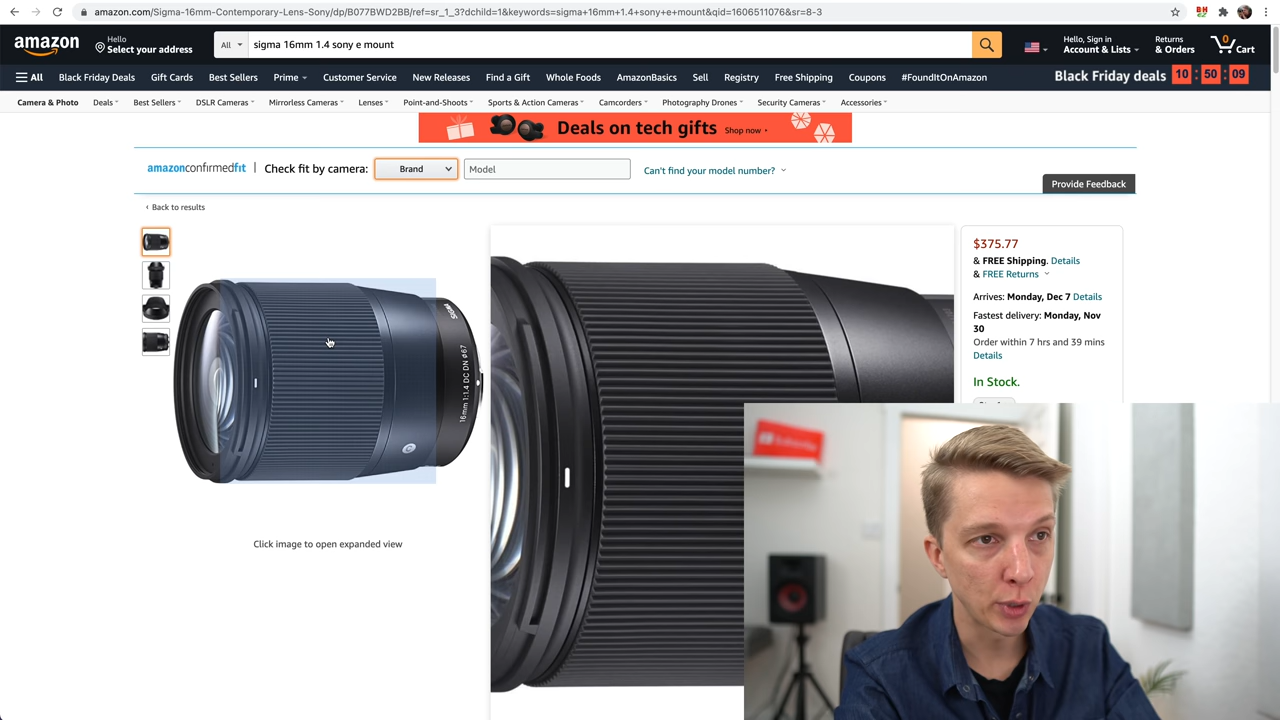 amazon.com/Sigma-16mm-Contemporary-Lens-Sony/dp/B077BWD2BB/ref=sr_1_3?dchild=1&keywords=sigma+16mm+1.4+sony+e+mount&qid=1606511076&sr=8-3
amazon
Hello
Select your address
All
sigma 16mm 1.4 sony e mount
Hello, Sign in
Account & Lists
Returns
& Orders
0
Cart
All
Black Friday Deals
Gift Cards
Best Sellers
Prime
Customer Service
New Releases
Find a Gift
Whole Foods
AmazonBasics
Sell
Registry
Free Shipping
Coupons
#FoundItOnAmazon
Black Friday deals 10 : 50 : 09
Camera & Photo
Deals
Best Sellers
DSLR Cameras
Mirrorless Cameras
Lenses
Point-and-Shoots
Sports & Action Cameras
Camcorders
Photography Drones
Security Cameras
Accessories
Deals on tech gifts Shop now
amazonconfirmedfit | Check fit by camera:
Brand
Model
Can't find your model number?
Provide Feedback
‹ Back to results
SIGMA
16mm 1:1.4 DC DN ø67
C
Click image to open expanded view
$375.77
& FREE Shipping. Details
& FREE Returns
Arrives: Monday, Dec 7 Details
Fastest delivery: Monday, Nov
30
Order within 7 hrs and 39 mins
Details
In Stock.